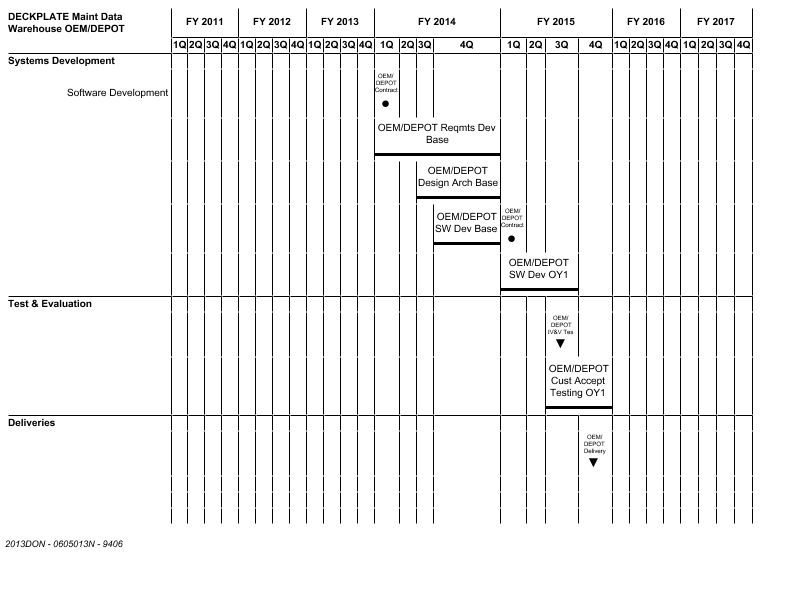 DECKPLATE Maint Data
Warehouse OEM/DEPOT
FY 2011 FY 2012 FY 2013 FY 2014 FY 2015 FY 2016 FY 2017
1Q 2Q 3Q 4Q 1Q 2Q 3Q 4Q 1Q 2Q 3Q 4Q 1Q 2Q 3Q 4Q 1Q 2Q 3Q 4Q 1Q 2Q 3Q 4Q 1Q 2Q 3Q 4Q
Systems Development
Software Development
OEM/
DEPOT
Contract
OEM/DEPOT Reqmts Dev
Base
OEM/DEPOT
Design Arch Base
OEM/DEPOT
SW Dev Base
OEM/
DEPOT
Contract
OEM/DEPOT
SW Dev OY1
Test & Evaluation
OEM/
DEPOT
IV&V Tes
OEM/DEPOT
Cust Accept
Testing OY1
Deliveries
OEM/
DEPOT
Delivery
2013DON - 0605013N - 9406